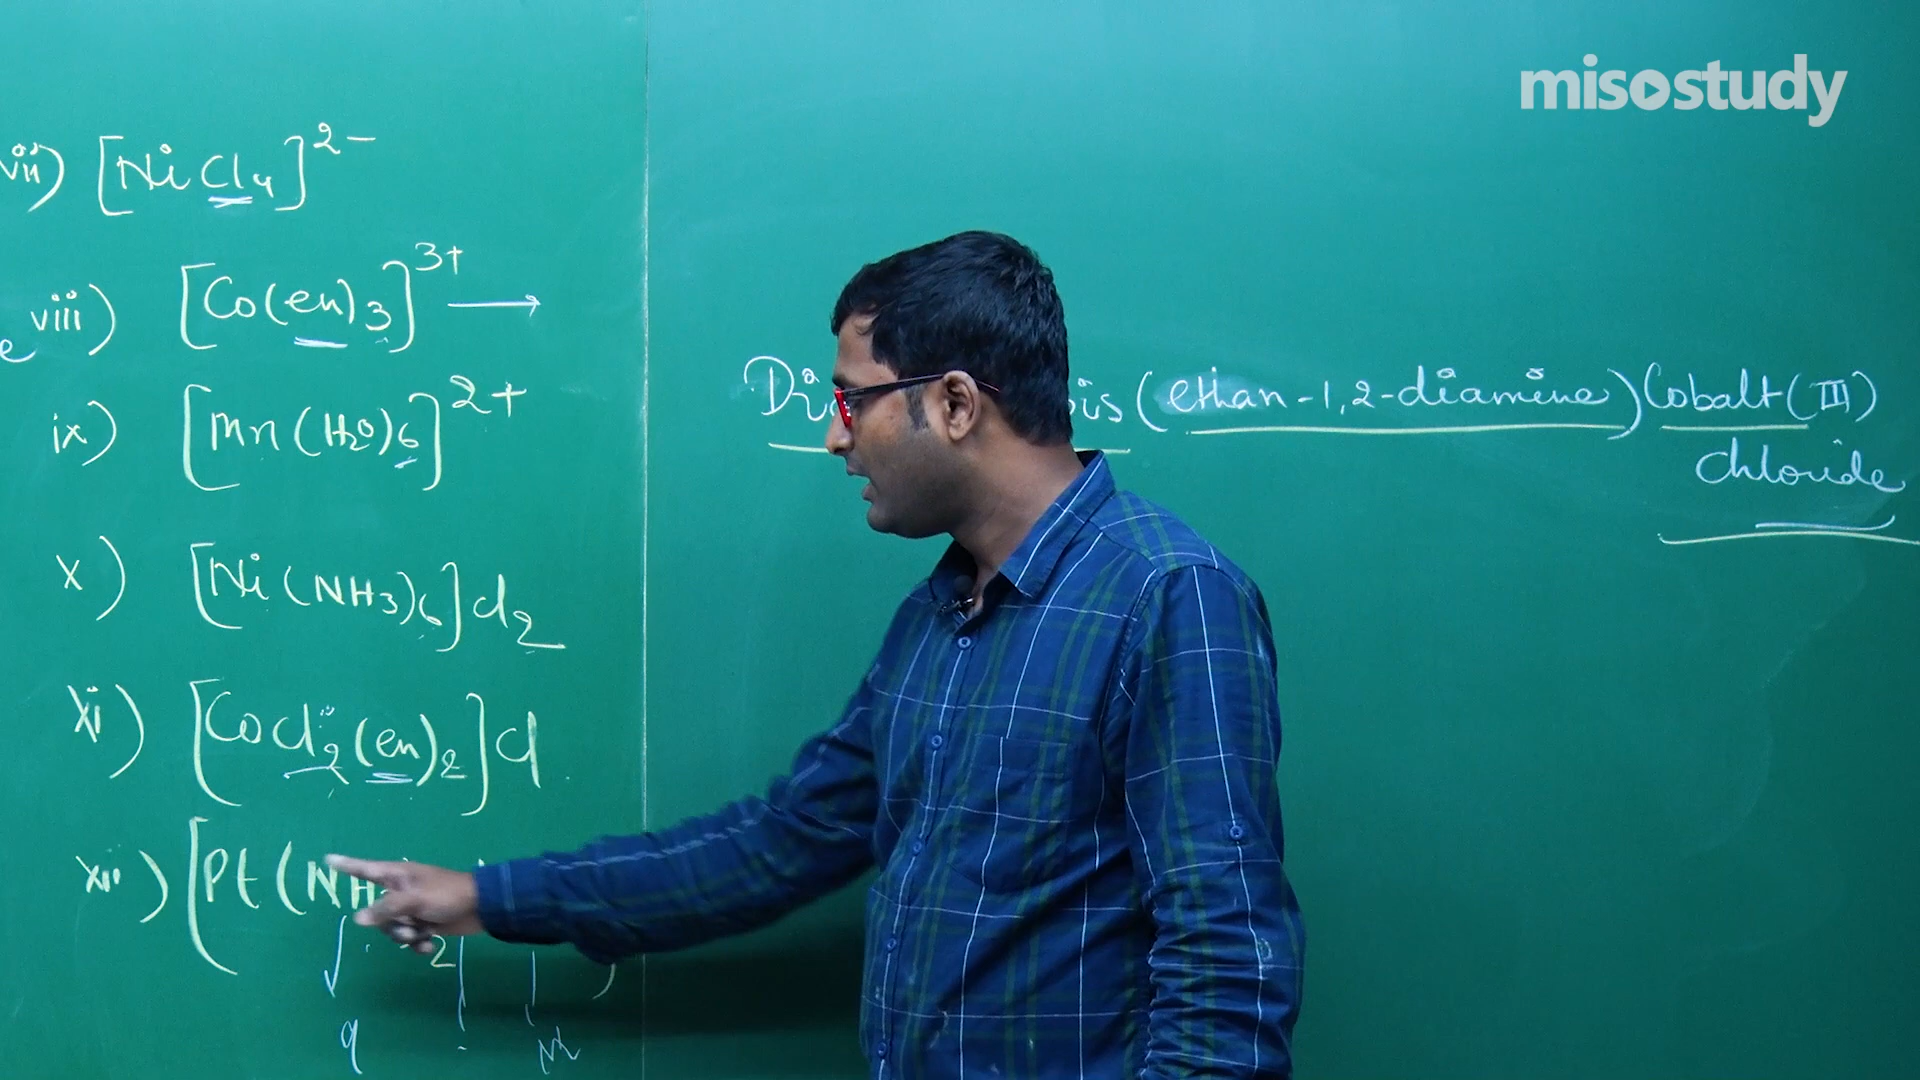 misostudy
vii) [NiCl4]2-
viii) [Co(en)3]3+ →
e
ix) [Mn(H2O)6]2+
x) [Ni(NH3)6]Cl2
xi) [CoCl2(en)2]Cl
xii) [Pt(NH
2
(ethan-1,2-diamine)Cobalt(III)
chloride